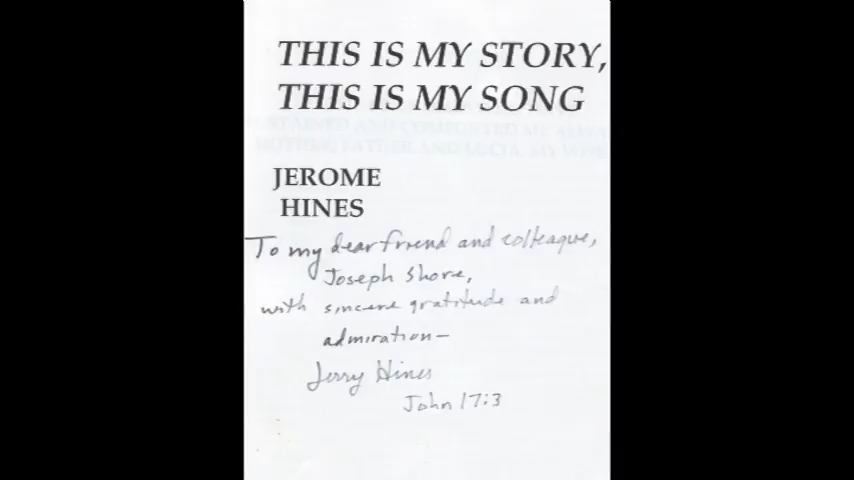 THIS IS MY STORY,
THIS IS MY SONG
JEROME
HINES
To my dear friend and colleague,
Joseph Shore,
with sincere gratitude and
admiration—
Jerry Hines
John 17:3